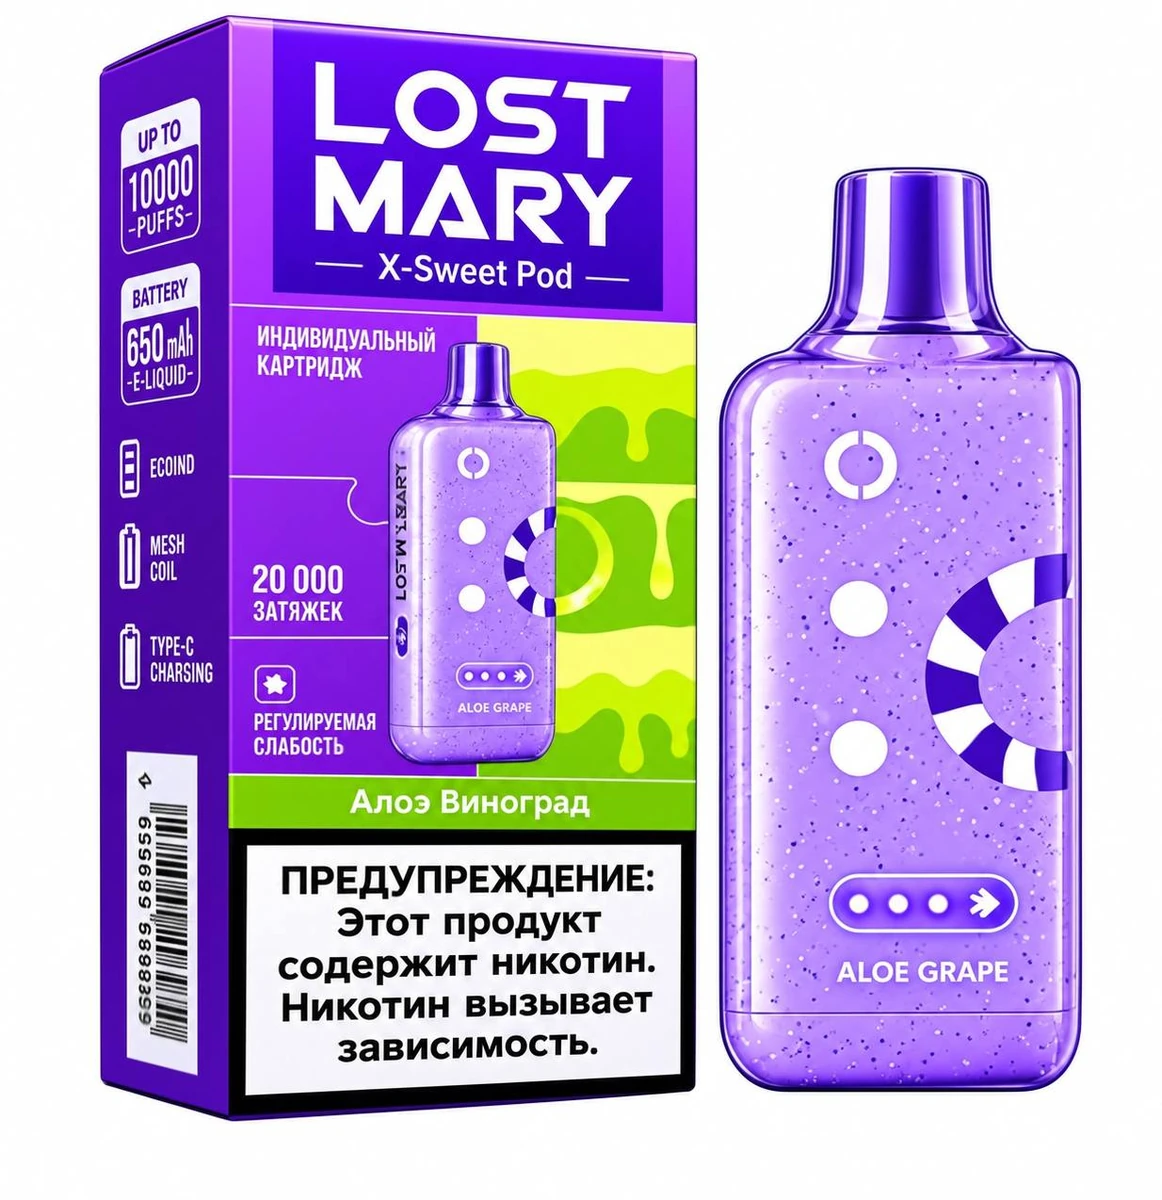 LOST
MARY
X-Sweet Pod
UP TO
10000
-PUFFS-
BATTERY
650 mAh
-E-LIQUID-
ECOIND
MESH
COIL
TYPE-C
CHARSING
ИНДИВИДУАЛЬНЫЙ
КАРТРИДЖ
20 000
ЗАТЯЖЕК
РЕГУЛИРУЕМАЯ
СЛАБОСТЬ
ALOE GRAPE
Алоэ Виноград
ПРЕДУПРЕЖДЕНИЕ:
Этот продукт
содержит никотин.
Никотин вызывает
зависимость.
ALOE GRAPE